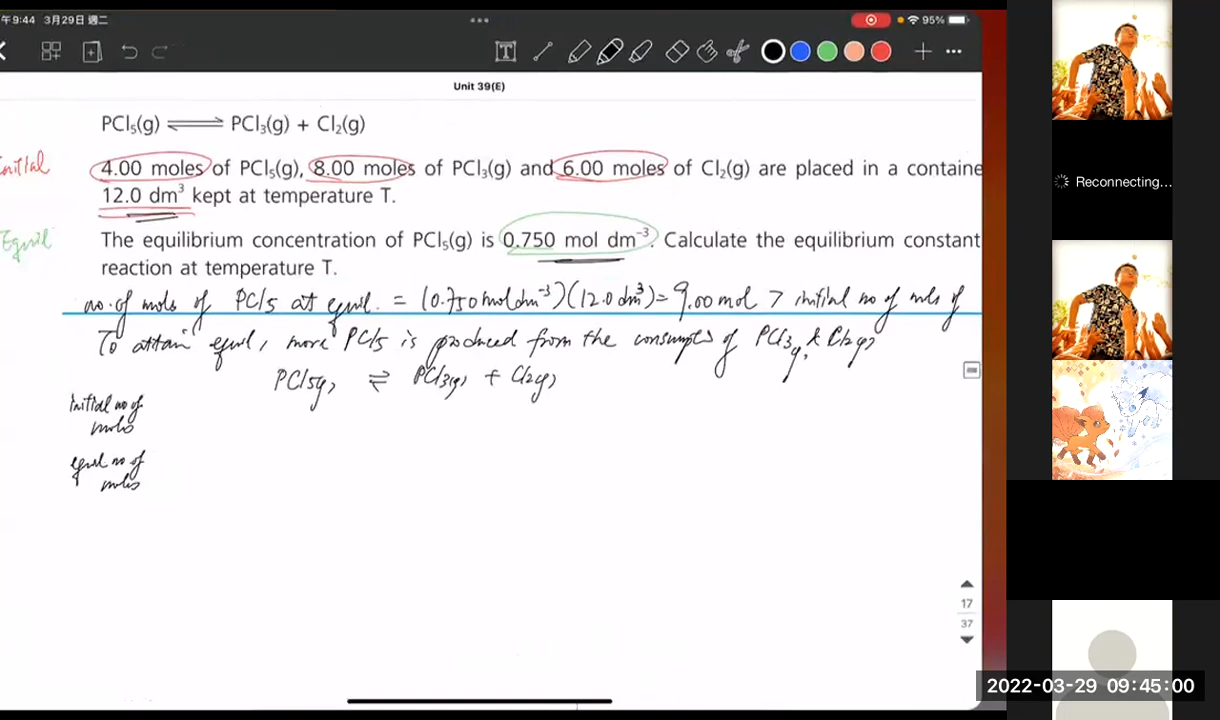 午9:44 3月29日 週二
95%
Unit 39(E)
PCl₅(g) ⇌ PCl₃(g) + Cl₂(g)
Initial
4.00 moles of PCl₅(g), 8.00 moles of PCl₃(g) and 6.00 moles of Cl₂(g) are placed in a containe
12.0 dm³ kept at temperature T.
Equil
The equilibrium concentration of PCl₅(g) is 0.750 mol dm⁻³. Calculate the equilibrium constant
reaction at temperature T.
no. of mols of PCl5 at equil. = (0.750 mol dm⁻³)(12.0 dm³) = 9.00 mol > initial no of mls of
To attain equil, more PCl5 is produced from the of PCl3(g) & Cl2(g)
PCl5(g) ⇌ PCl3(g) + Cl2(g)
initial no of
mols
equil no of
moles
17
37
Reconnecting...
2022-03-29 09:45:00